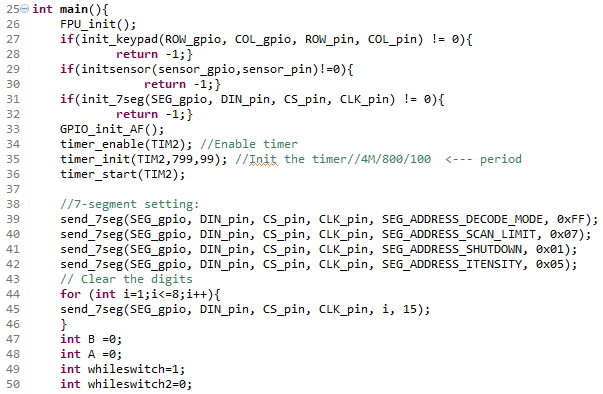 25 int main(){
26     FPU_init();
27     if(init_keypad(ROW_gpio, COL_gpio, ROW_pin, COL_pin) != 0){
28             return -1;}
29     if(initsensor(sensor_gpio,sensor_pin)!=0){
30             return -1;}
31     if(init_7seg(SEG_gpio, DIN_pin, CS_pin, CLK_pin) != 0){
32             return -1;}
33     GPIO_init_AF();
34     timer_enable(TIM2); //Enable timer
35     timer_init(TIM2,799,99); //Init the timer//4M/800/100  <--- period
36     timer_start(TIM2);
37
38     //7-segment setting:
39     send_7seg(SEG_gpio, DIN_pin, CS_pin, CLK_pin, SEG_ADDRESS_DECODE_MODE, 0xFF);
40     send_7seg(SEG_gpio, DIN_pin, CS_pin, CLK_pin, SEG_ADDRESS_SCAN_LIMIT, 0x07);
41     send_7seg(SEG_gpio, DIN_pin, CS_pin, CLK_pin, SEG_ADDRESS_SHUTDOWN, 0x01);
42     send_7seg(SEG_gpio, DIN_pin, CS_pin, CLK_pin, SEG_ADDRESS_ITENSITY, 0x05);
43     // Clear the digits
44     for (int i=1;i<=8;i++){
45     send_7seg(SEG_gpio, DIN_pin, CS_pin, CLK_pin, i, 15);
46     }
47     int B =0;
48     int A =0;
49     int whileswitch=1;
50     int whileswitch2=0;